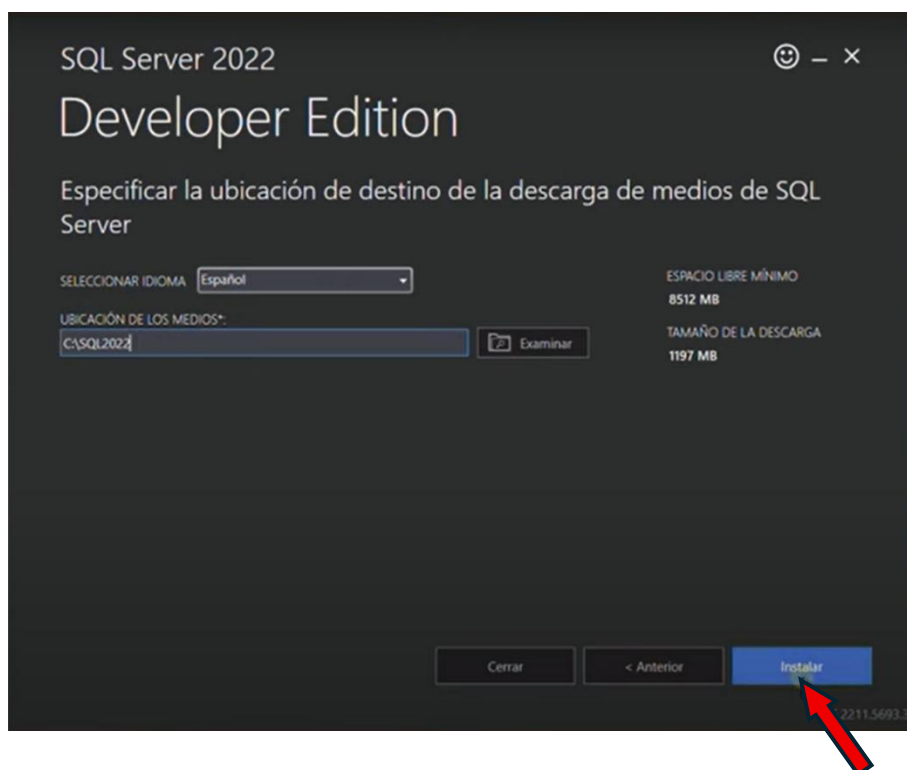 SQL Server 2022
Developer Edition
Especificar la ubicación de destino de la descarga de medios de SQL
Server
SELECCIONAR IDIOMA Español
ESPACIO LIBRE MÍNIMO
8512 MB
UBICACIÓN DE LOS MEDIOS*:
C:\SQL2022
Examinar
TAMAÑO DE LA DESCARGA
1197 MB
Cerrar
< Anterior
Instalar